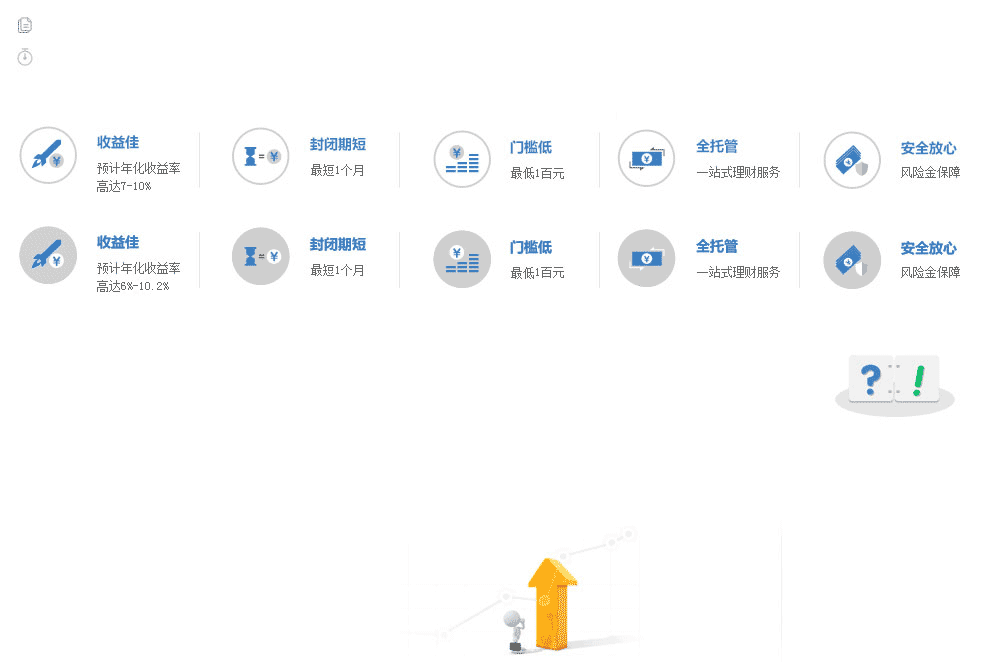 收益佳
预计年化收益率
高达7-10%
封闭期短
最短1个月
门槛低
最低1百元
全托管
一站式理财服务
安全放心
风险金保障
收益佳
预计年化收益率
高达6%-10.2%
封闭期短
最短1个月
门槛低
最低1百元
全托管
一站式理财服务
安全放心
风险金保障